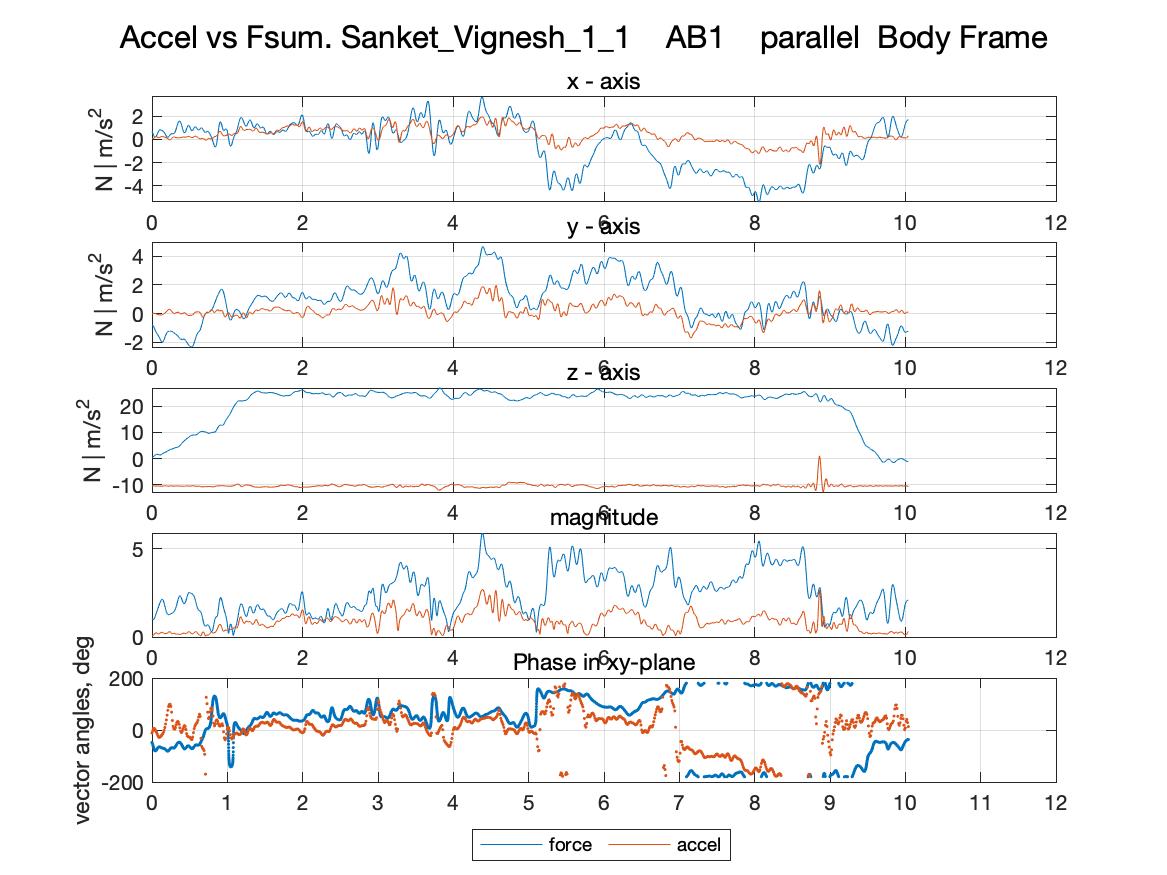 Accel vs Fsum. Sanket_Vignesh_1_1 AB1 parallel Body Frame
x - axis
N | m/s2
2
0
-2
-4
0 2 4 6 8 10 12
y - axis
N | m/s2
4
2
0
-2
0 2 4 6 8 10 12
z - axis
N | m/s2
20
10
0
-10
0 2 4 6 8 10 12
magnitude
5
0
0 2 4 6 8 10 12
Phase in xy-plane
vector angles, deg
200
0
-200
0 1 2 3 4 5 6 7 8 9 10 11 12
force accel